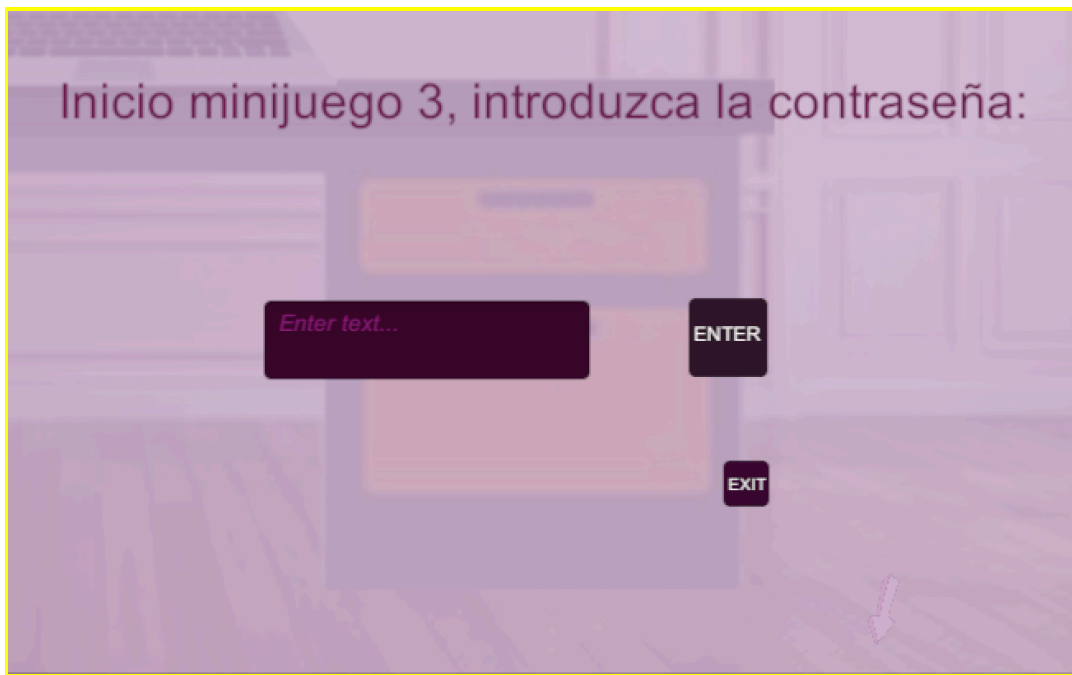 Inicio minijuego 3, introduzca la contraseña:
Enter text...
ENTER
EXIT